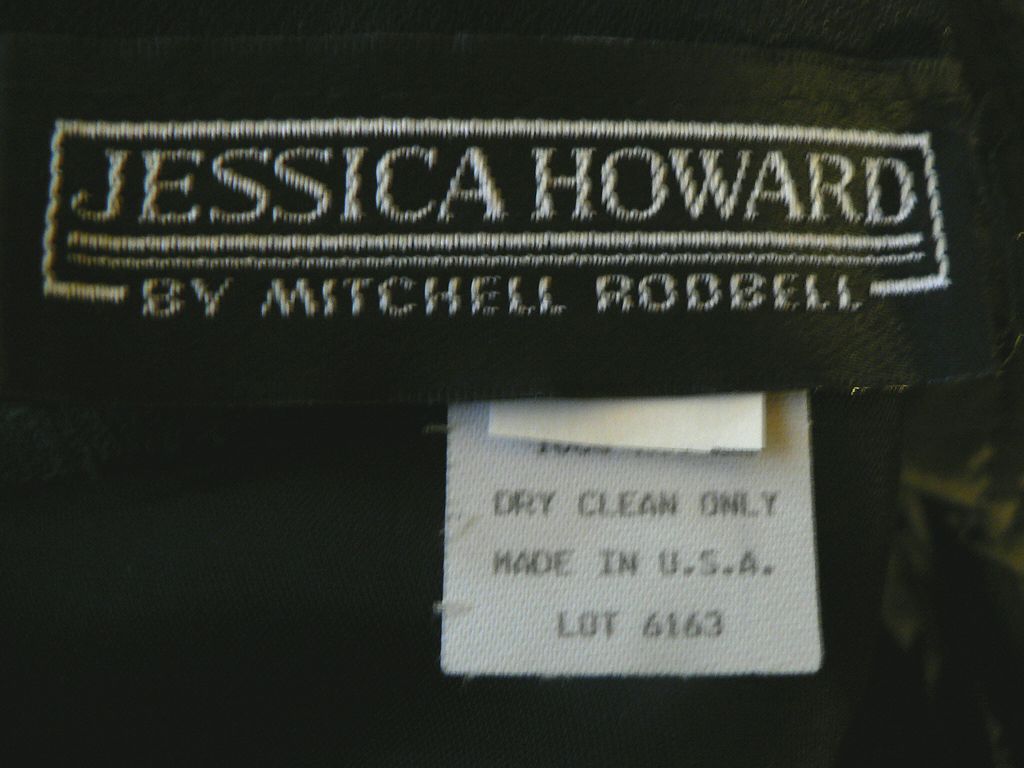 JESSICA HOWARD
BY MITCHELL RODBELL
DRY CLEAN ONLY
MADE IN U.S.A.
LOT 6163